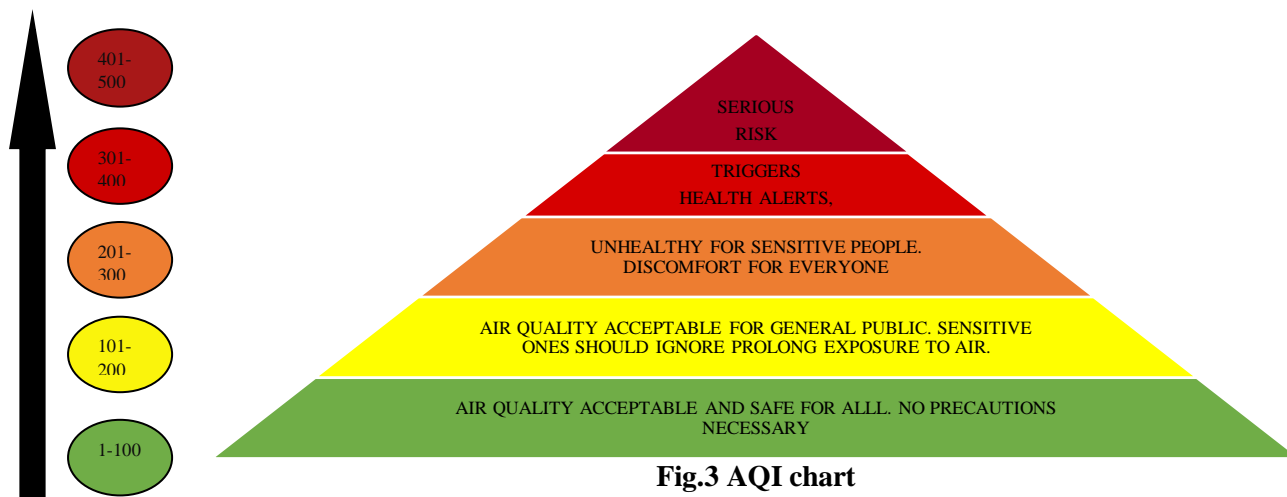 401-
500
301-
400
201-
300
101-
200
1-100
SERIOUS
RISK
TRIGGERS
HEALTH ALERTS,
UNHEALTHY FOR SENSITIVE PEOPLE.
DISCOMFORT FOR EVERYONE
AIR QUALITY ACCEPTABLE FOR GENERAL PUBLIC. SENSITIVE
ONES SHOULD IGNORE PROLONG EXPOSURE TO AIR.
AIR QUALITY ACCEPTABLE AND SAFE FOR ALLL. NO PRECAUTIONS
NECESSARY
Fig.3 AQI chart